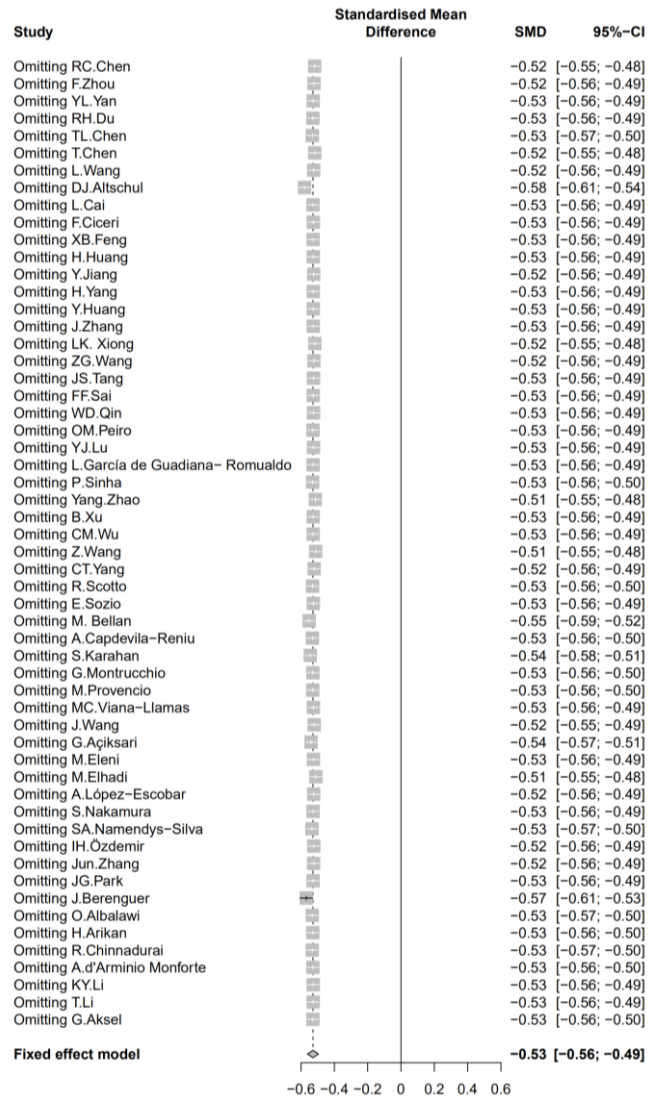 Standardised Mean
Study Difference SMD 95%−CI
Omitting RC.Chen −0.52 [−0.55; −0.48]
Omitting F.Zhou −0.52 [−0.56; −0.49]
Omitting YL.Yan −0.53 [−0.56; −0.49]
Omitting RH.Du −0.53 [−0.56; −0.49]
Omitting TL.Chen −0.53 [−0.57; −0.50]
Omitting T.Chen −0.52 [−0.55; −0.48]
Omitting L.Wang −0.52 [−0.56; −0.49]
Omitting DJ.Altschul −0.58 [−0.61; −0.54]
Omitting L.Cai −0.53 [−0.56; −0.49]
Omitting F.Ciceri −0.53 [−0.56; −0.49]
Omitting XB.Feng −0.53 [−0.56; −0.49]
Omitting H.Huang −0.53 [−0.56; −0.49]
Omitting Y.Jiang −0.52 [−0.56; −0.49]
Omitting H.Yang −0.53 [−0.56; −0.49]
Omitting Y.Huang −0.53 [−0.56; −0.49]
Omitting J.Zhang −0.53 [−0.56; −0.49]
Omitting LK. Xiong −0.52 [−0.55; −0.48]
Omitting ZG.Wang −0.52 [−0.56; −0.49]
Omitting JS.Tang −0.53 [−0.56; −0.49]
Omitting FF.Sai −0.53 [−0.56; −0.49]
Omitting WD.Qin −0.53 [−0.56; −0.49]
Omitting OM.Peiro −0.53 [−0.56; −0.49]
Omitting YJ.Lu −0.53 [−0.56; −0.49]
Omitting L.García de Guadiana− Romualdo −0.53 [−0.56; −0.49]
Omitting P.Sinha −0.53 [−0.56; −0.50]
Omitting Yang.Zhao −0.51 [−0.55; −0.48]
Omitting B.Xu −0.53 [−0.56; −0.49]
Omitting CM.Wu −0.53 [−0.56; −0.49]
Omitting Z.Wang −0.51 [−0.55; −0.48]
Omitting CT.Yang −0.52 [−0.56; −0.49]
Omitting R.Scotto −0.53 [−0.56; −0.50]
Omitting E.Sozio −0.53 [−0.56; −0.49]
Omitting M. Bellan −0.55 [−0.59; −0.52]
Omitting A.Capdevila−Reniu −0.53 [−0.56; −0.50]
Omitting S.Karahan −0.54 [−0.58; −0.51]
Omitting G.Montrucchio −0.53 [−0.56; −0.50]
Omitting M.Provencio −0.53 [−0.56; −0.50]
Omitting MC.Viana−Llamas −0.53 [−0.56; −0.49]
Omitting J.Wang −0.52 [−0.55; −0.49]
Omitting G.Açiksari −0.54 [−0.57; −0.51]
Omitting M.Eleni −0.53 [−0.56; −0.49]
Omitting M.Elhadi −0.51 [−0.55; −0.48]
Omitting A.López−Escobar −0.52 [−0.56; −0.49]
Omitting S.Nakamura −0.53 [−0.56; −0.49]
Omitting SA.Namendys−Silva −0.53 [−0.57; −0.50]
Omitting IH.Özdemir −0.52 [−0.56; −0.49]
Omitting Jun.Zhang −0.52 [−0.56; −0.49]
Omitting JG.Park −0.53 [−0.56; −0.49]
Omitting J.Berenguer −0.57 [−0.61; −0.53]
Omitting O.Albalawi −0.53 [−0.57; −0.50]
Omitting H.Arikan −0.53 [−0.56; −0.50]
Omitting R.Chinnadurai −0.53 [−0.57; −0.50]
Omitting A.d'Arminio Monforte −0.53 [−0.56; −0.50]
Omitting KY.Li −0.53 [−0.56; −0.49]
Omitting T.Li −0.53 [−0.56; −0.49]
Omitting G.Aksel −0.53 [−0.56; −0.50]
Fixed effect model −0.53 [−0.56; −0.49]
−0.6 −0.4 −0.2 0 0.2 0.4 0.6